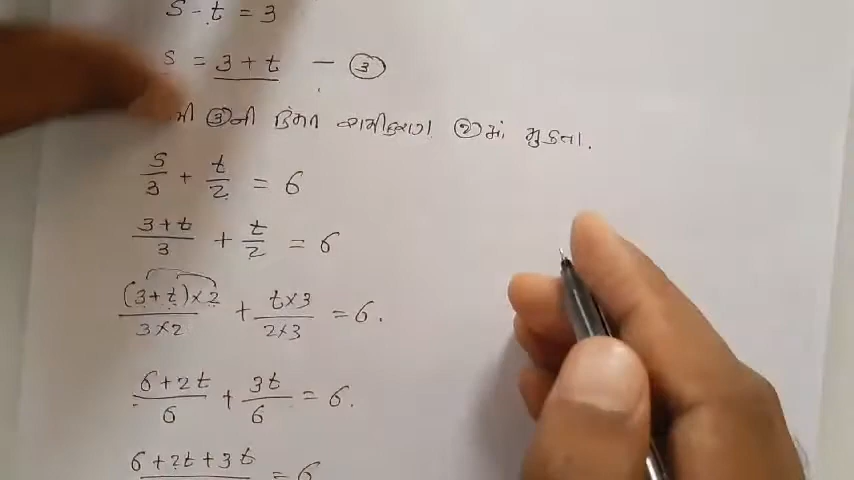 s - t = 3
s = 3 + t — ③
③ની કિંમત સમીકરણ ②માં મુકતા.
s/3 + t/2 = 6
(3+t)/3 + t/2 = 6
((3+t)×2)/(3×2) + (t×3)/(2×3) = 6.
(6+2t)/6 + 3t/6 = 6.
6+2t+3t = 6